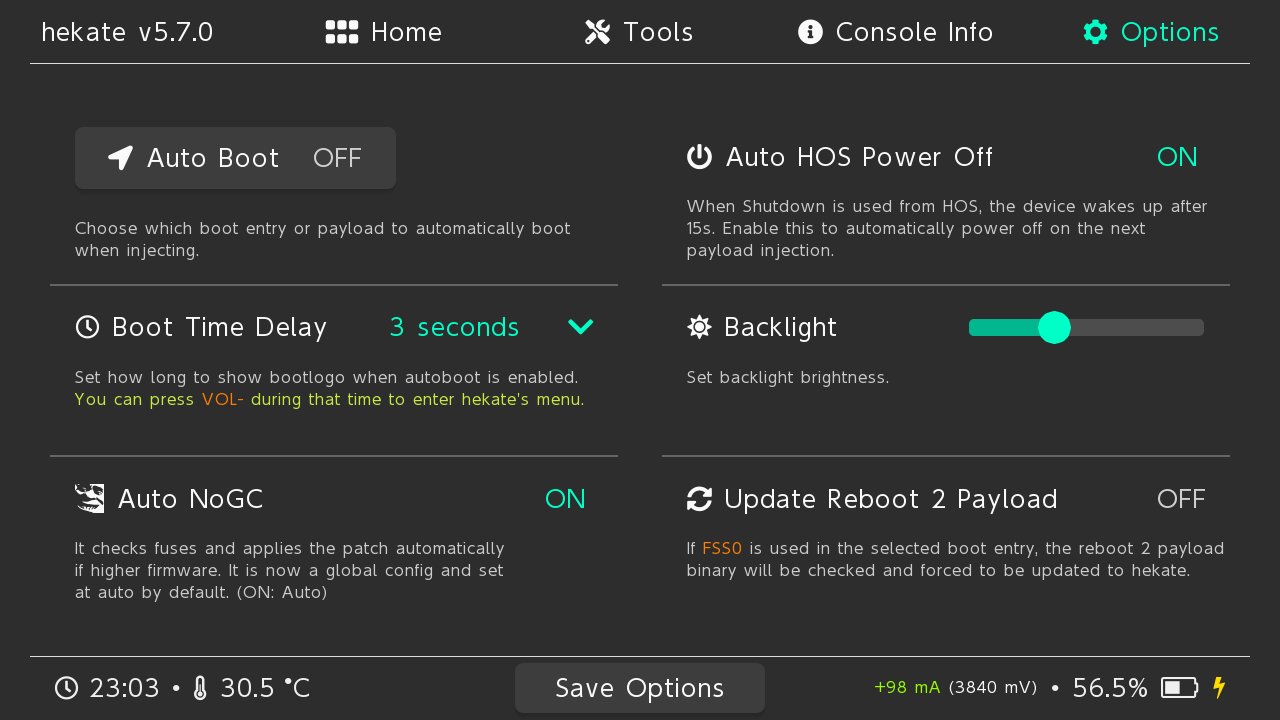 hekate v5.7.0 Home Tools Console Info Options
Auto Boot OFF
Choose which boot entry or payload to automatically boot
when injecting.
Auto HOS Power Off ON
When Shutdown is used from HOS, the device wakes up after
15s. Enable this to automatically power off on the next
payload injection.
Boot Time Delay 3 seconds
Set how long to show bootlogo when autoboot is enabled.
You can press VOL- during that time to enter hekate's menu.
Backlight
Set backlight brightness.
Auto NoGC ON
It checks fuses and applies the patch automatically
if higher firmware. It is now a global config and set
at auto by default. (ON: Auto)
Update Reboot 2 Payload OFF
If FSS0 is used in the selected boot entry, the reboot 2 payload
binary will be checked and forced to be updated to hekate.
23:03 • 30.5 °C Save Options +98 mA (3840 mV) • 56.5%